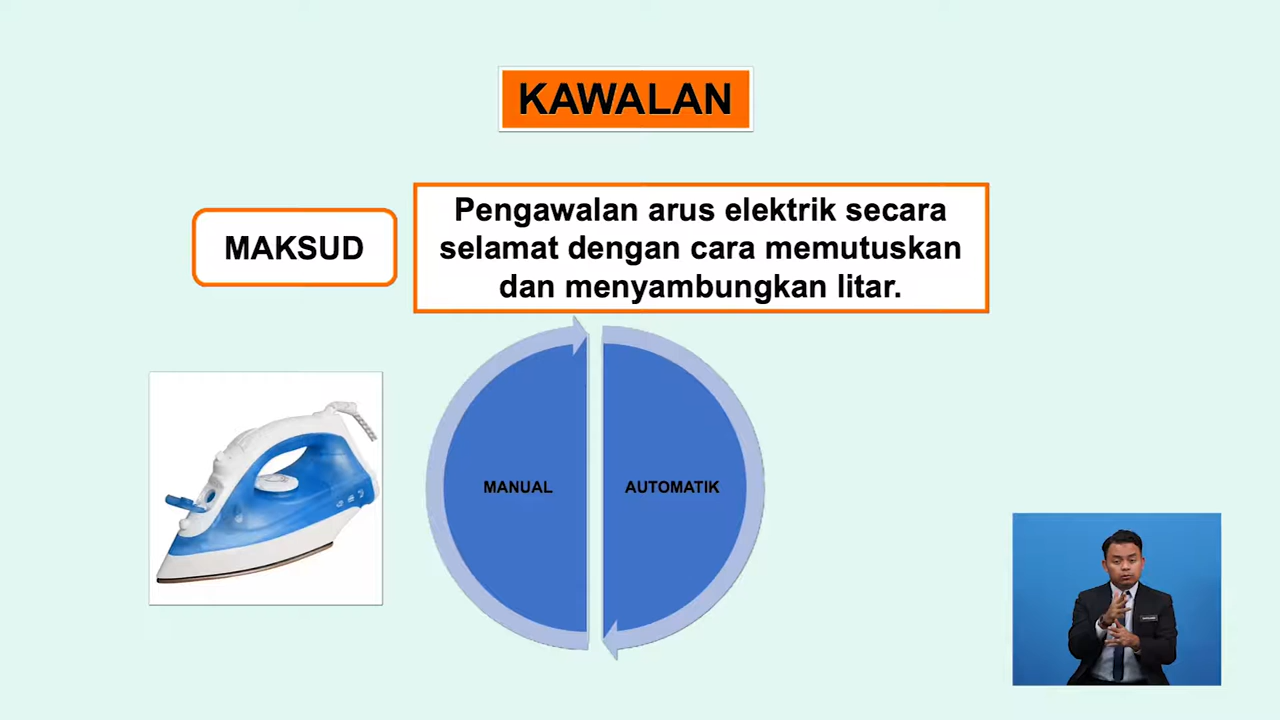 KAWALAN
MAKSUD
Pengawalan arus elektrik secara
selamat dengan cara memutuskan
dan menyambungkan litar.
MANUAL
AUTOMATIK